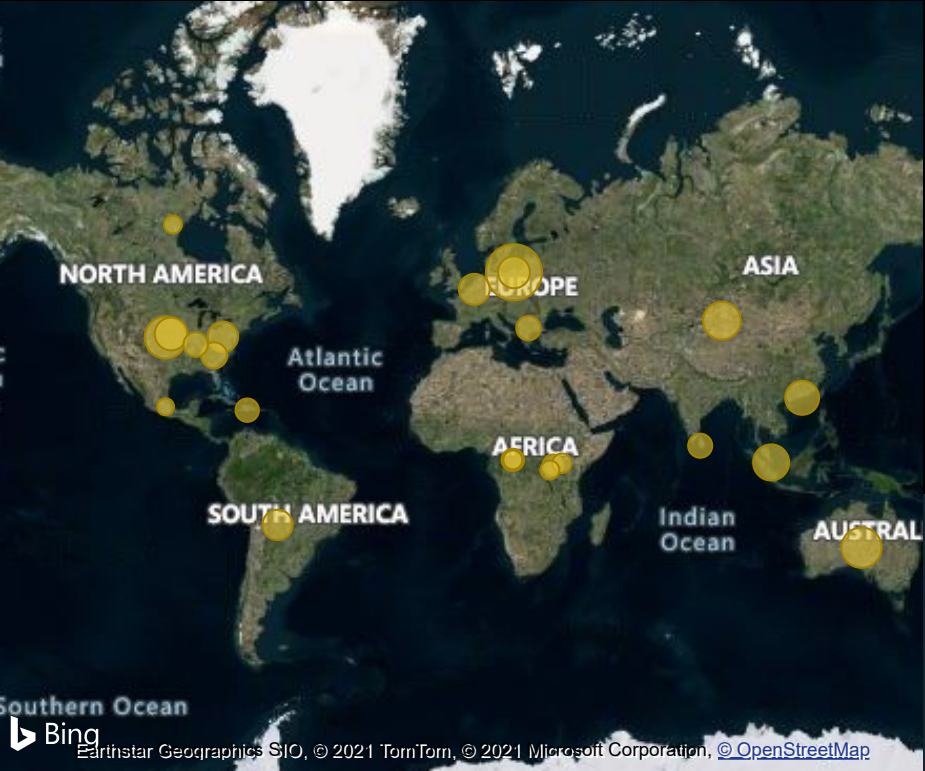 ASIA
NORTH AMERICA
EUROPE
Atlantic
Ocean
AFRICA
SOUTH AMERICA
Indian
Ocean
AUSTRAL
Southern Ocean
Bing
Earthstar Geographics SIO, © 2021 TomTom, © 2021 Microsoft Corporation, © OpenStreetMap